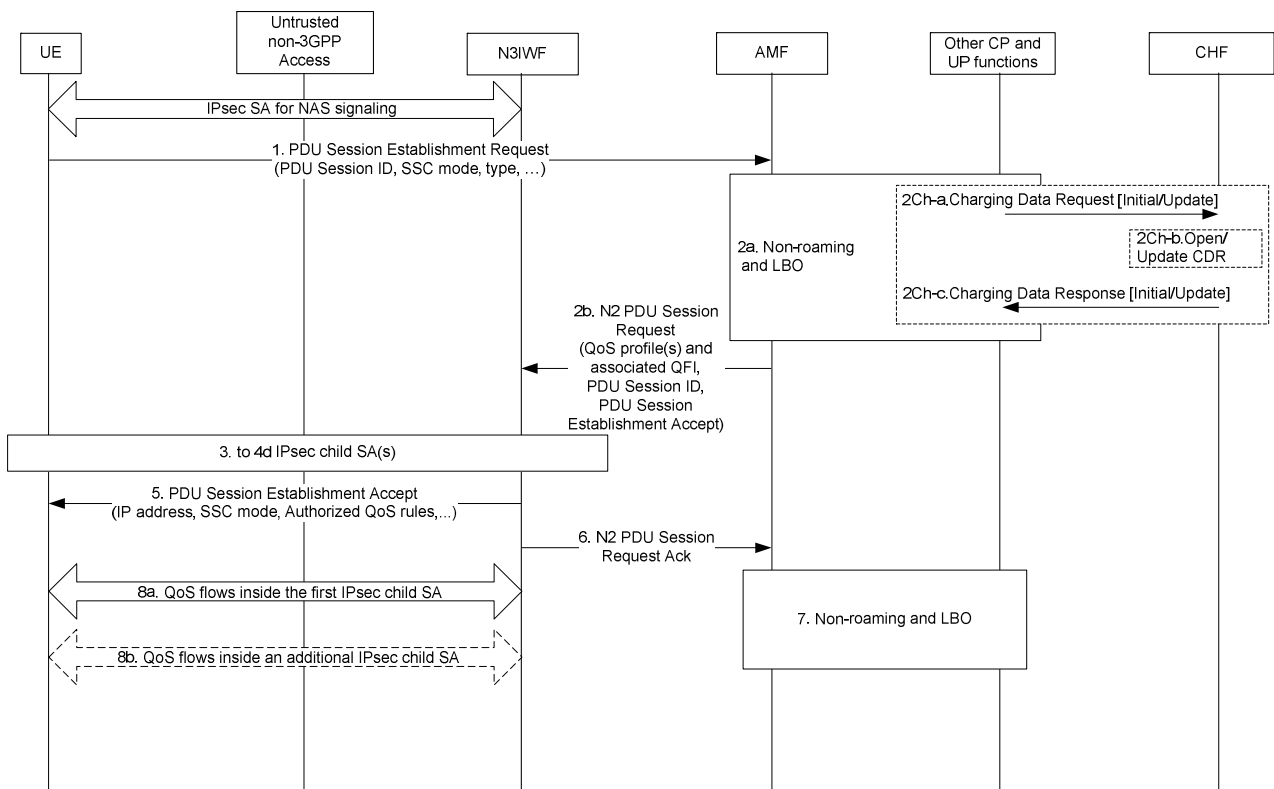 UE
Untrusted
non-3GPP
Access
N3IWF
AMF
Other CP and
UP functions
CHF
IPsec SA for NAS signaling
1. PDU Session Establishment Request
(PDU Session ID, SSC mode, type, …)
2a. Non-roaming
and LBO
2Ch-a.Charging Data Request [Initial/Update]
2Ch-b.Open/
Update CDR
2Ch-c.Charging Data Response [Initial/Update]
2b. N2 PDU Session
Request
(QoS profile(s) and
associated QFI,
PDU Session ID,
PDU Session
Establishment Accept)
3. to 4d IPsec child SA(s)
5. PDU Session Establishment Accept
(IP address, SSC mode, Authorized QoS rules,...)
6. N2 PDU Session
Request Ack
8a. QoS flows inside the first IPsec child SA
7. Non-roaming and LBO
8b. QoS flows inside an additional IPsec child SA